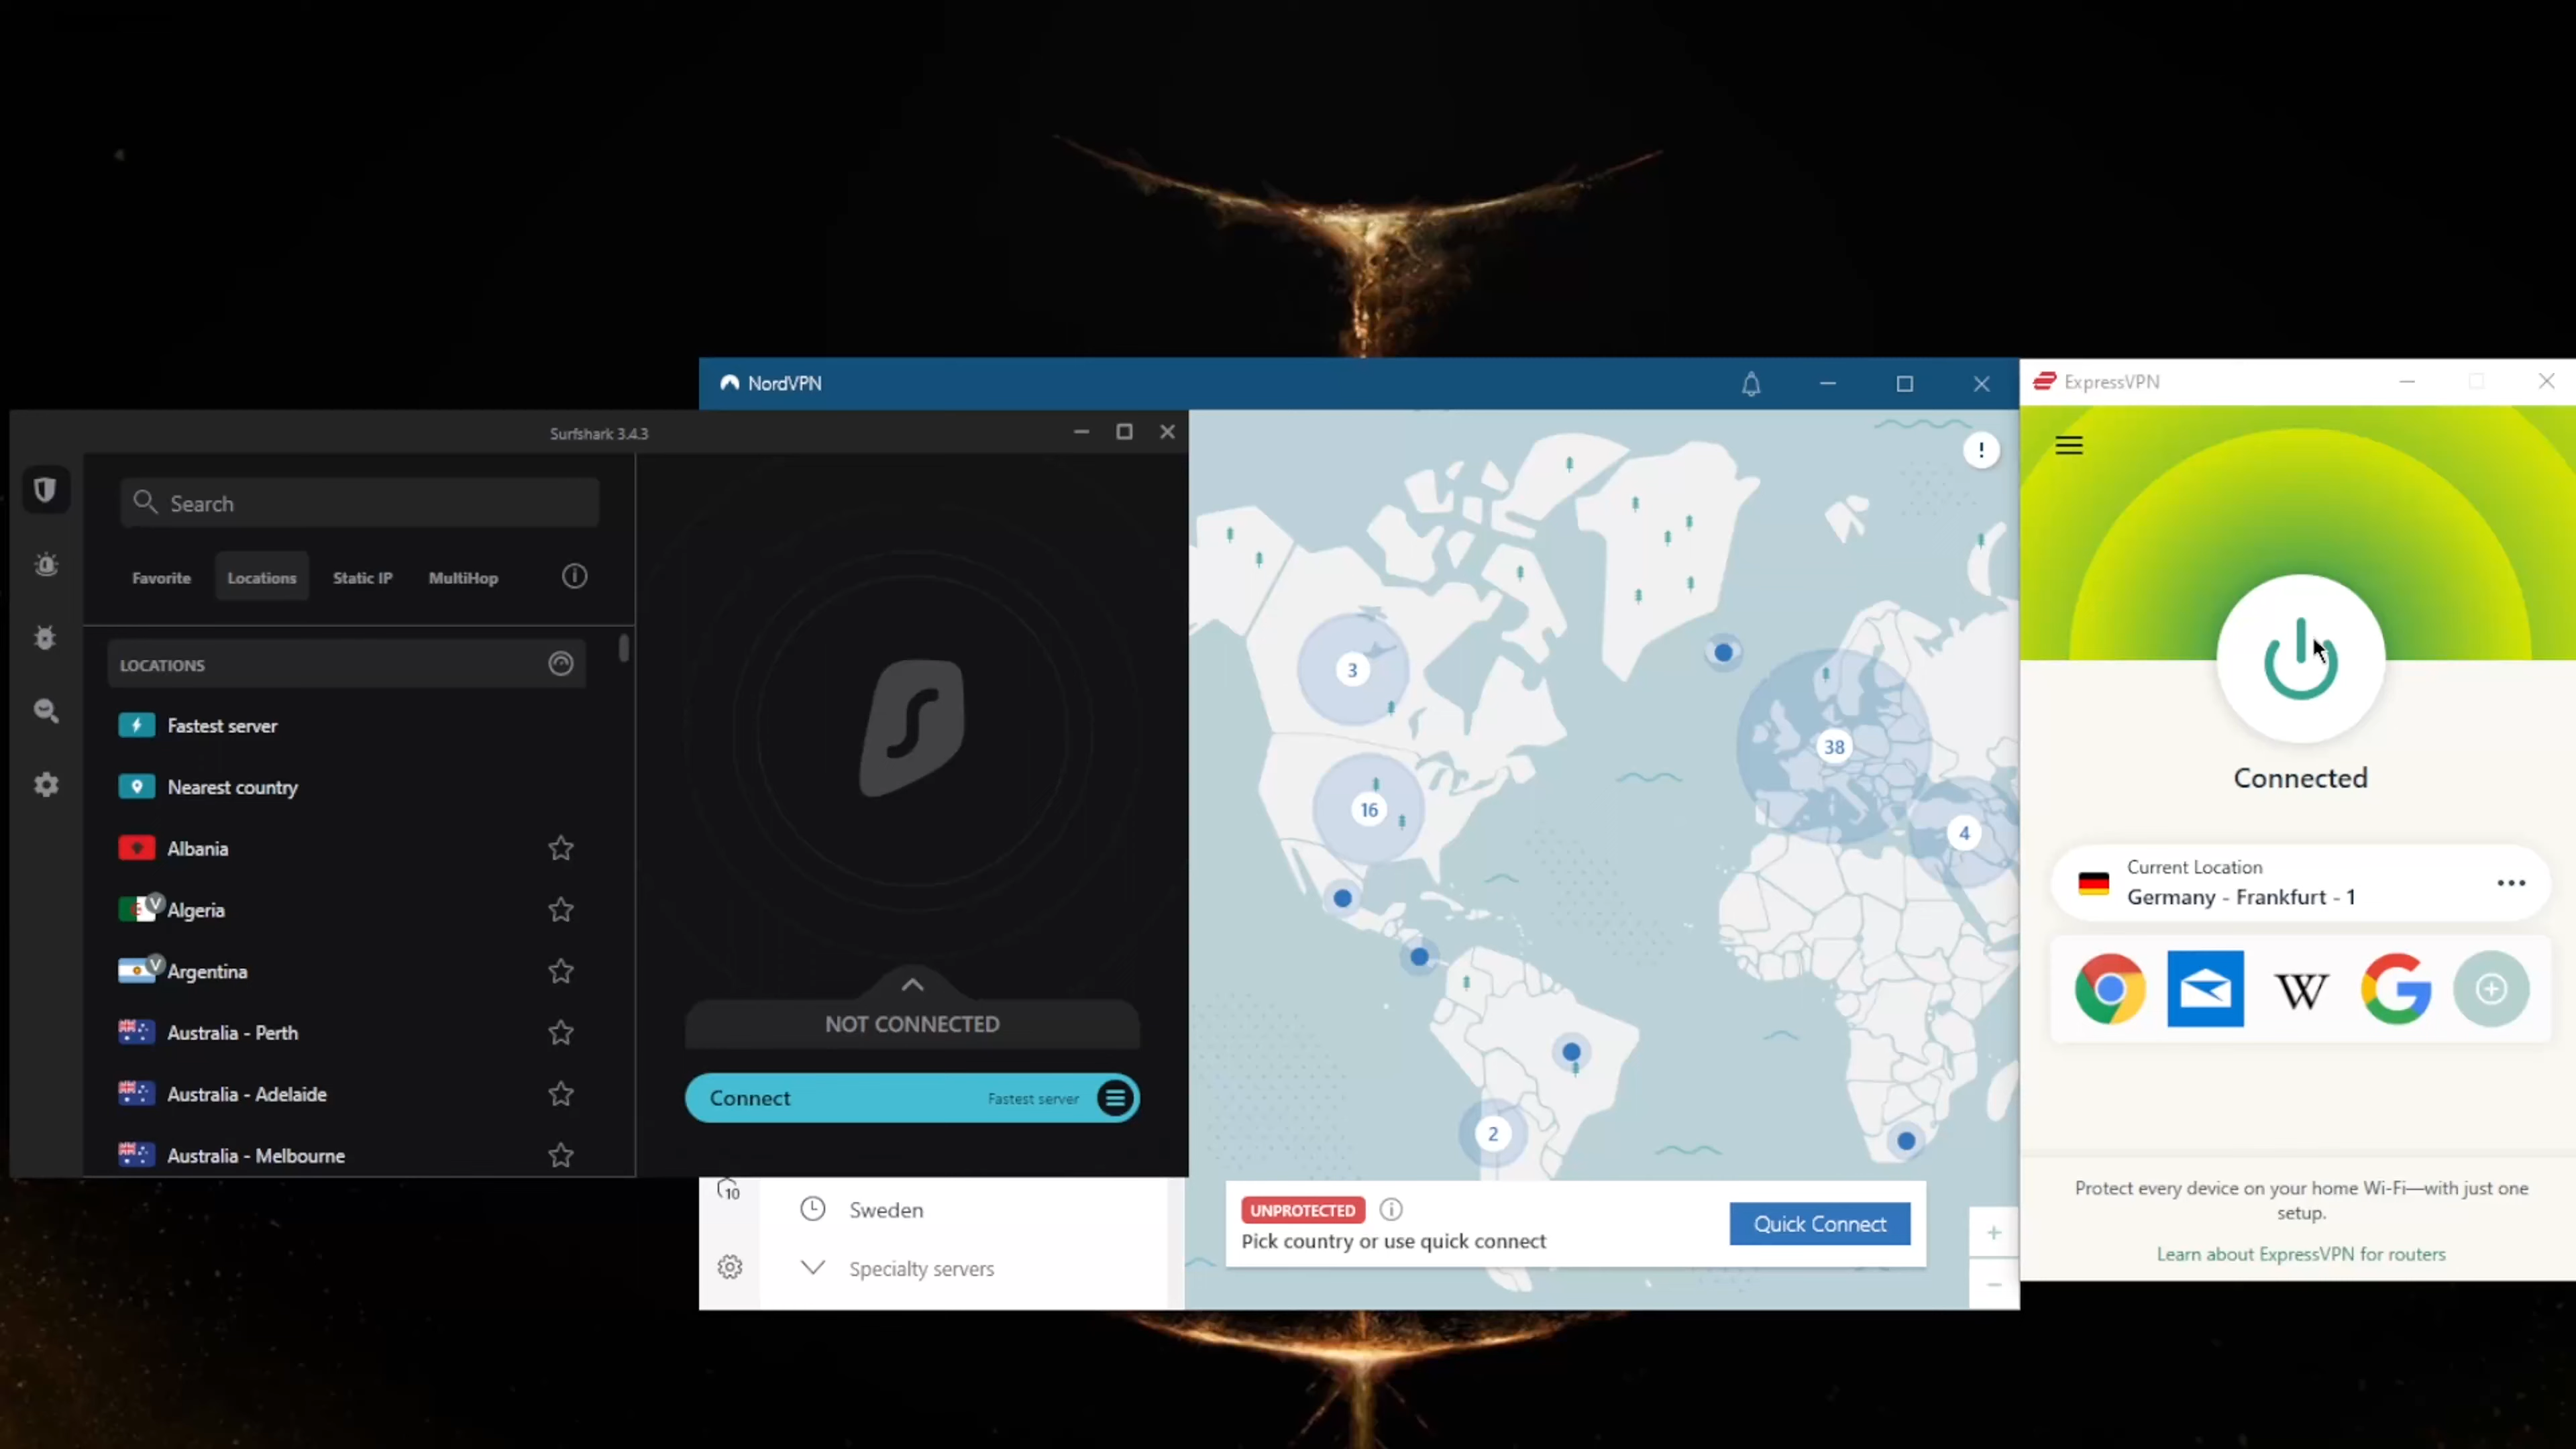 NordVPN
ExpressVPN
Surfshark 3.4.3
Search
Favorite
Locations
Static IP
MultiHop
LOCATIONS
Fastest server
Nearest country
Albania
V
Algeria
V
Argentina
Australia - Perth
Australia - Adelaide
Australia - Melbourne
NOT CONNECTED
Connect
Fastest server
3
16
38
4
2
!
10
Sweden
Specialty servers
UNPROTECTED
Pick country or use quick connect
Quick Connect
Connected
Current Location
Germany - Frankfurt - 1
W
G
Protect every device on your home Wi-Fi—with just one
setup.
Learn about ExpressVPN for routers